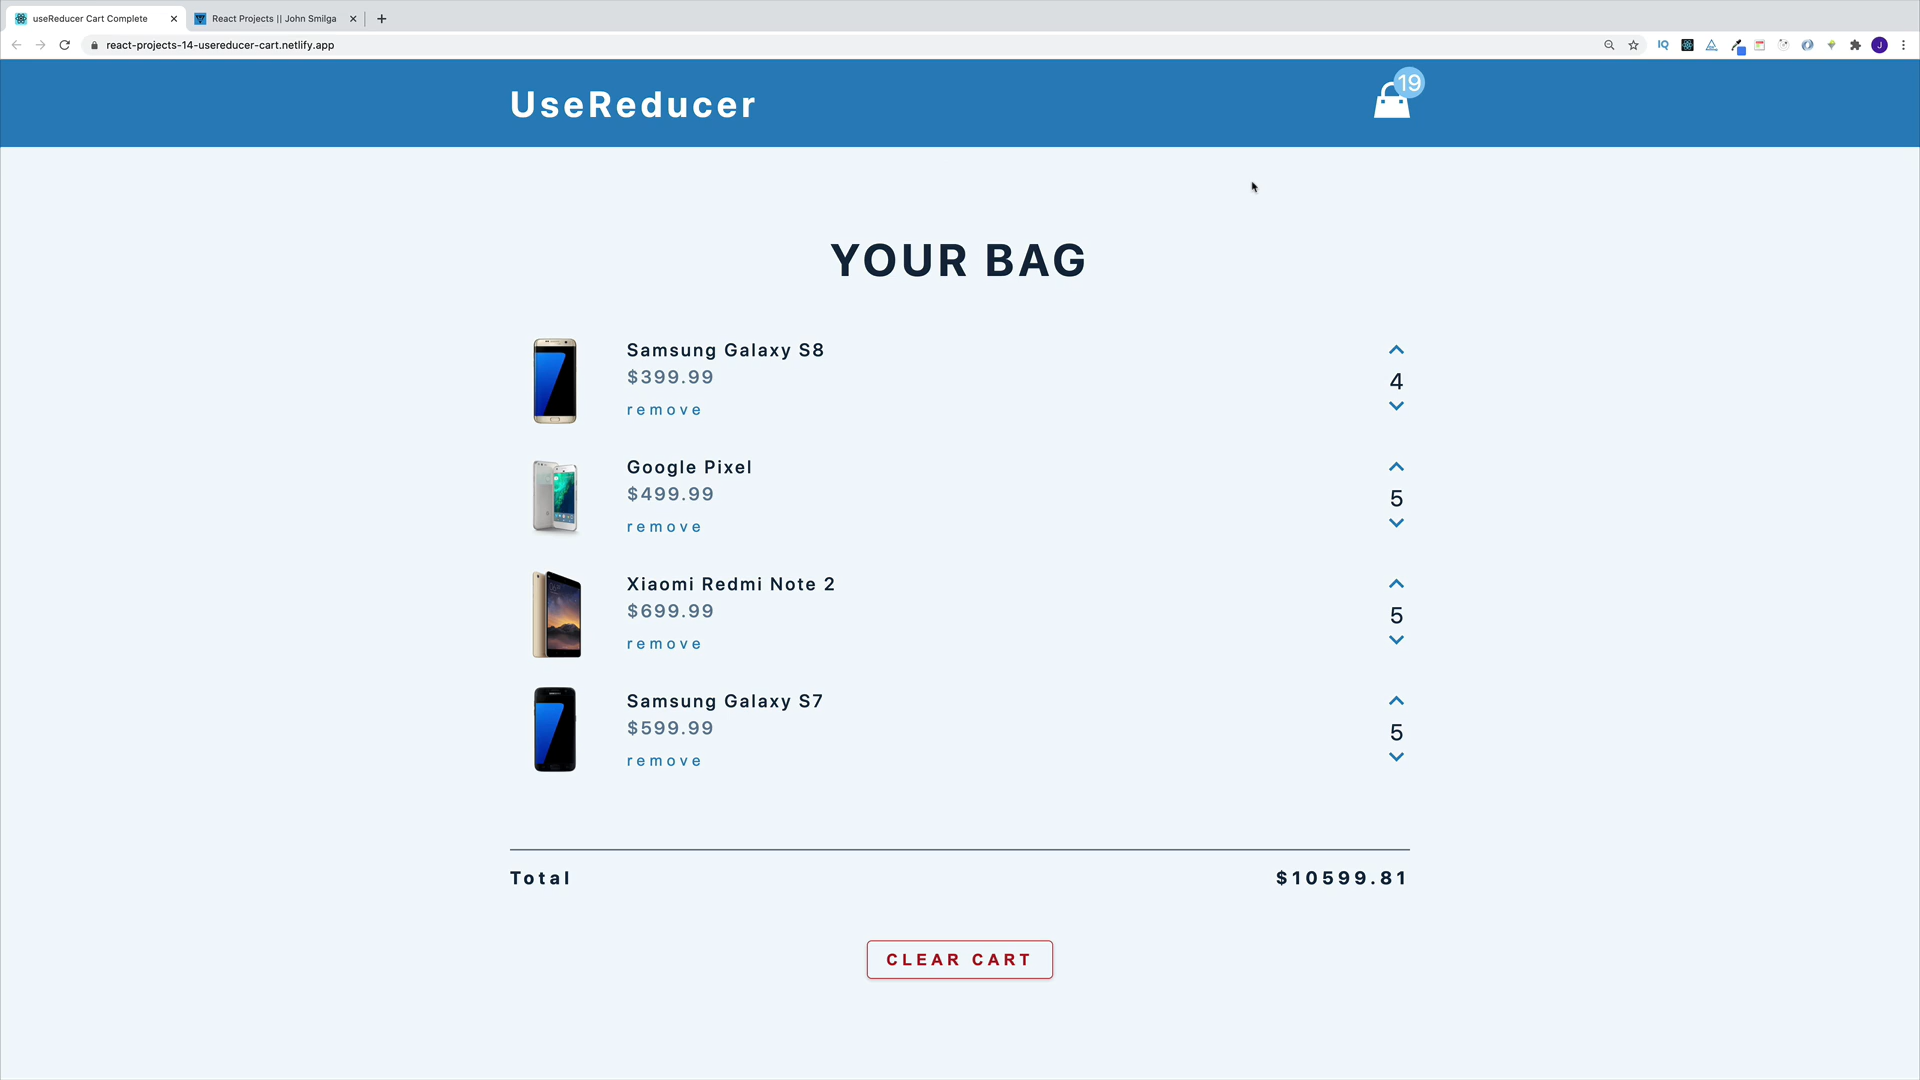 useReducer Cart Complete
React Projects || John Smilga
react-projects-14-usereducer-cart.netlify.app
IQ
J
UseReducer
19
YOUR BAG
Samsung Galaxy S8
$399.99
remove
4
Google Pixel
$499.99
remove
5
Xiaomi Redmi Note 2
$699.99
remove
5
Samsung Galaxy S7
$599.99
remove
5
Total
$10599.81
CLEAR CART